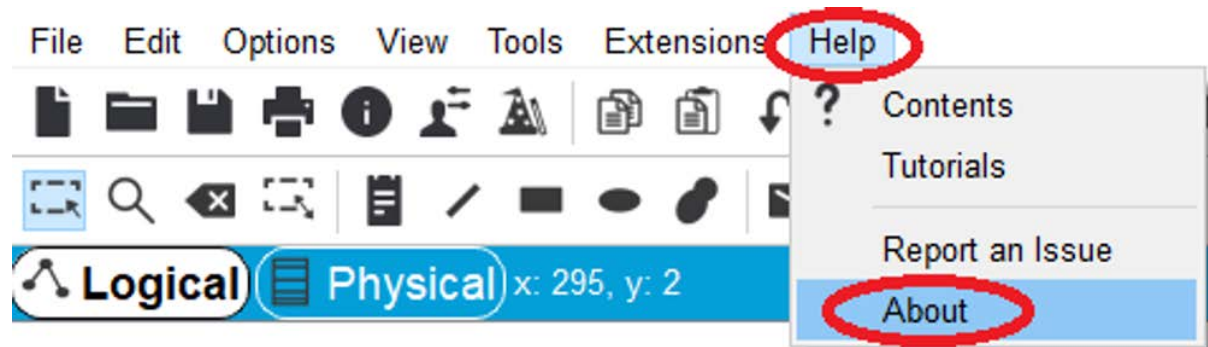 File Edit Options View Tools Extensions Help
? Contents
Tutorials
Report an Issue
About
Logical Physical x: 295, y: 2